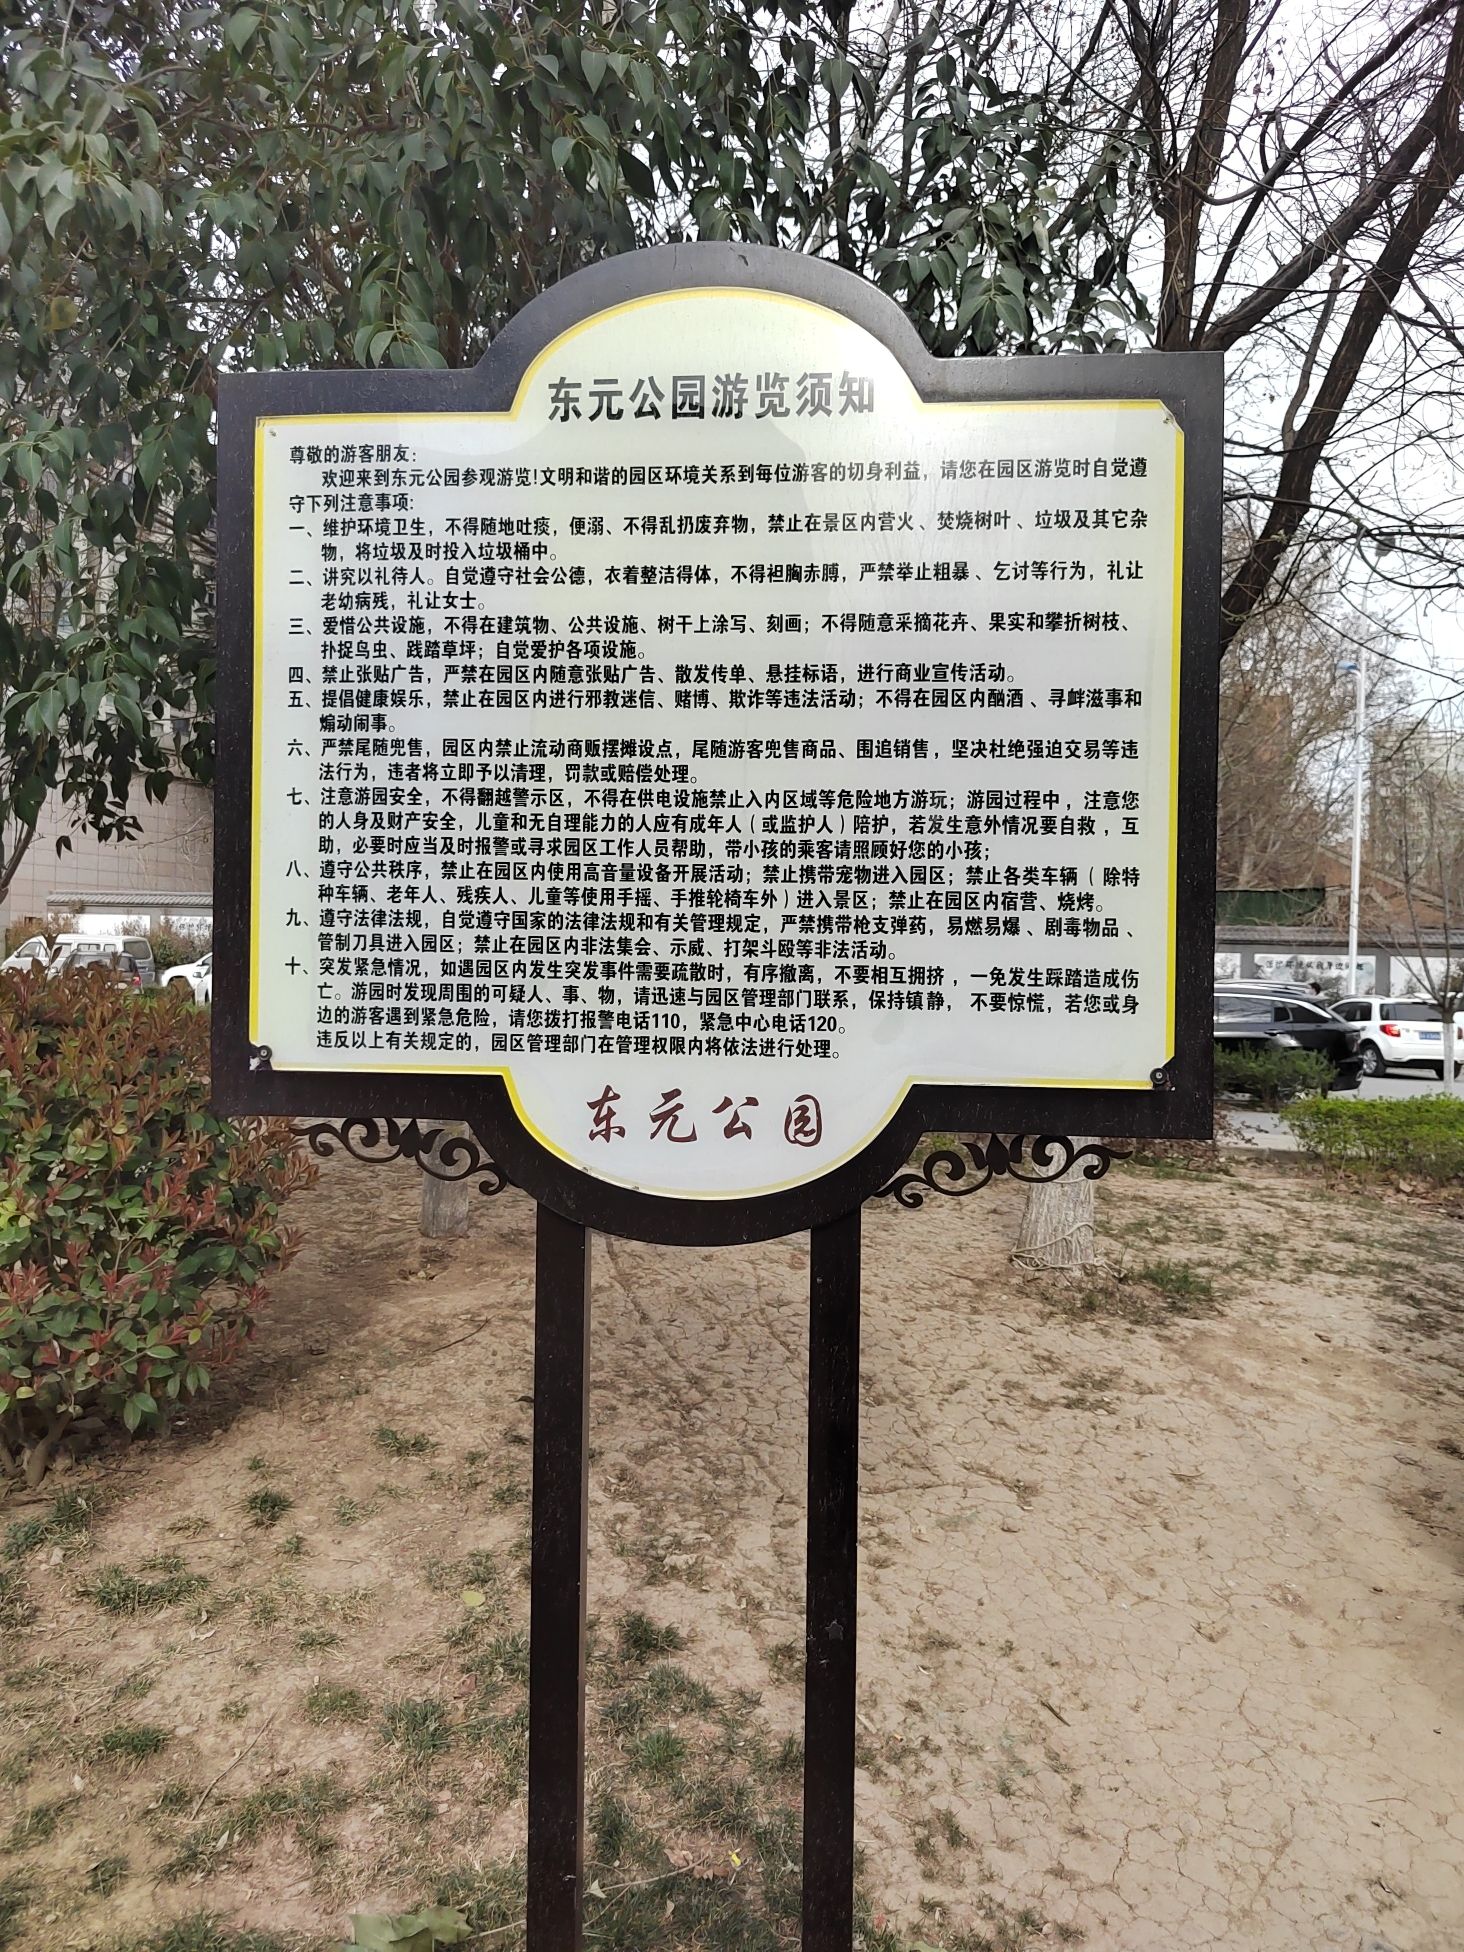 东元公园游览须知
尊敬的游客朋友：
欢迎来到东元公园参观游览！文明和谐的园区环境关系到每位游客的切身利益，请您在园区游览时自觉遵
守下列注意事项：
一、维护环境卫生，不得随地吐痰，便溺、不得乱扔废弃物，禁止在景区内营火、焚烧树叶、垃圾及其它杂
物，将垃圾及时投入垃圾桶中。
二、讲究以礼待人。自觉遵守社会公德，衣着整洁得体，不得袒胸赤膊，严禁举止粗暴、乞讨等行为，礼让
老幼病残，礼让女士。
三、爱惜公共设施，不得在建筑物、公共设施、树干上涂写、刻画；不得随意采摘花卉、果实和攀折树枝、
扑捉鸟虫、践踏草坪；自觉爱护各项设施。
四、禁止张贴广告，严禁在园区内随意张贴广告、散发传单、悬挂标语，进行商业宣传活动。
五、提倡健康娱乐，禁止在园区内进行邪教迷信、赌博、欺诈等违法活动；不得在园区内酗酒、寻衅滋事和
煽动闹事。
六、严禁尾随兜售，园区内禁止流动商贩摆摊设点，尾随游客兜售商品、围追销售，坚决杜绝强迫交易等违
法行为，违者将立即予以清理，罚款或赔偿处理。
七、注意游园安全，不得翻越警示区，不得在供电设施禁止入内区域等危险地方游玩；游园过程中，注意您
的人身及财产安全，儿童和无自理能力的人应有成年人（或监护人）陪护，若发生意外情况要自救，互
助，必要时应当及时报警或寻求园区工作人员帮助，带小孩的乘客请照顾好您的小孩；
八、遵守公共秩序，禁止在园区内使用高音量设备开展活动；禁止携带宠物进入园区；禁止各类车辆（除特
种车辆、老年人、残疾人、儿童等使用手摇、手推轮椅车外）进入景区；禁止在园区内宿营、烧烤。
九、遵守法律法规，自觉遵守国家的法律法规和有关管理规定，严禁携带枪支弹药，易燃易爆、剧毒物品、
管制刀具进入园区；禁止在园区内非法集会、示威、打架斗殴等非法活动。
十、突发紧急情况，如遇园区内发生突发事件需要疏散时，有序撤离，不要相互拥挤，一免发生踩踏造成伤
亡。游园时发现周围的可疑人、事、物，请迅速与园区管理部门联系，保持镇静，不要惊慌，若您或身
边的游客遇到紧急危险，请您拨打报警电话110，紧急中心电话120。
违反以上有关规定的，园区管理部门在管理权限内将依法进行处理。
东元公园